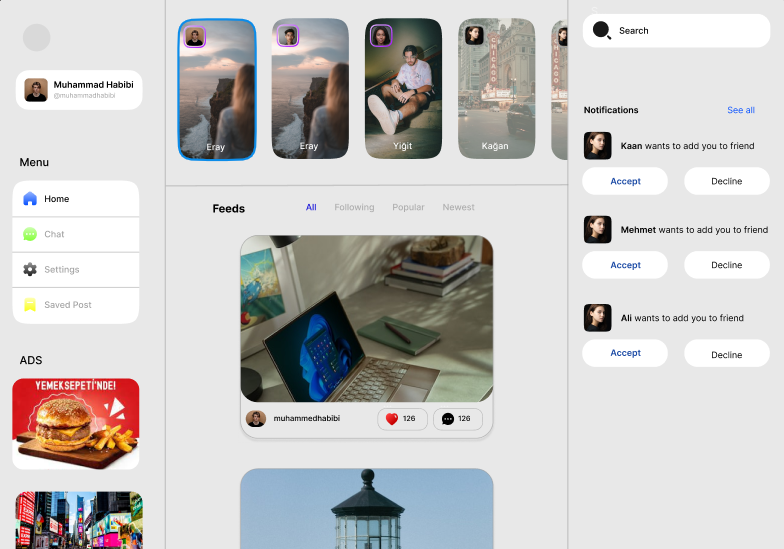 Muhammad Habibi
@muhammadhabibi
Menu
Home
Chat
Settings
Saved Post
ADS
YEMEKSEPETİ'NDE!
Eray
Eray
Yiğit
CHICAGO
Kağan
Feeds
All
Following
Popular
Newest
muhammedhabibi
126
126
Search
Notifications
See all
Kaan wants to add you to friend
Accept
Decline
Mehmet wants to add you to friend
Accept
Decline
Ali wants to add you to friend
Accept
Decline